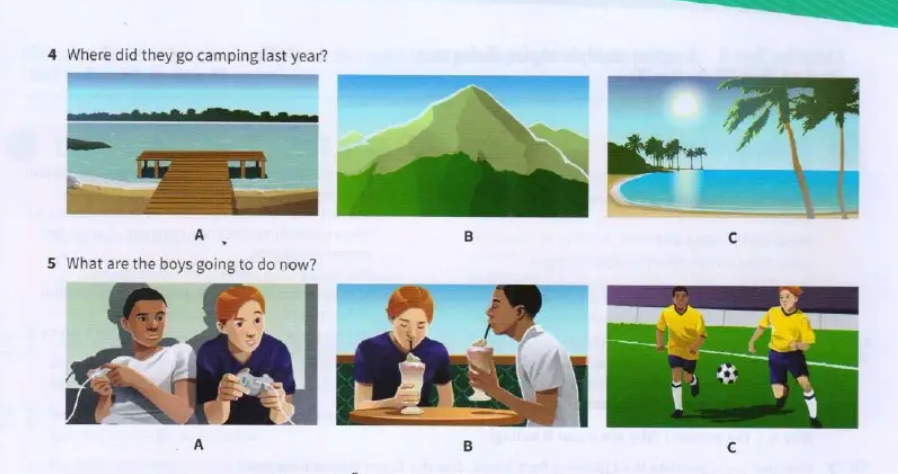 4 Where did they go camping last year?
A B C
5 What are the boys going to do now?
A B C